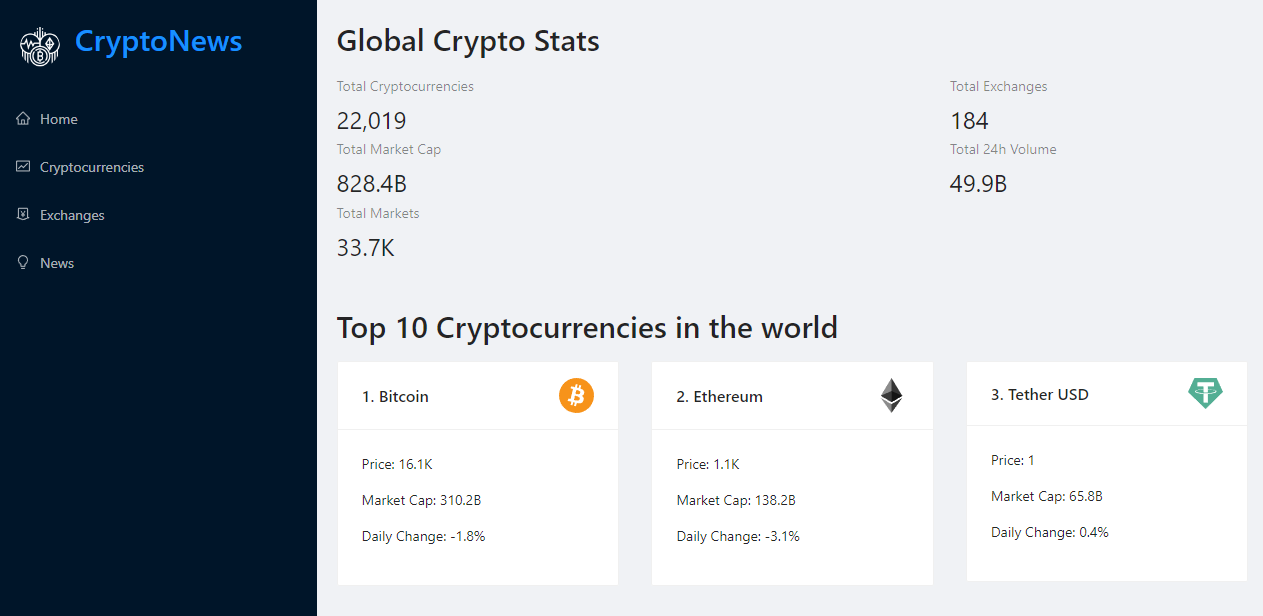 CryptoNews
Home
Cryptocurrencies
Exchanges
News
Global Crypto Stats
Total Cryptocurrencies
22,019
Total Exchanges
184
Total Market Cap
828.4B
Total 24h Volume
49.9B
Total Markets
33.7K
Top 10 Cryptocurrencies in the world
1. Bitcoin
Price: 16.1K
Market Cap: 310.2B
Daily Change: -1.8%
2. Ethereum
Price: 1.1K
Market Cap: 138.2B
Daily Change: -3.1%
3. Tether USD
Price: 1
Market Cap: 65.8B
Daily Change: 0.4%